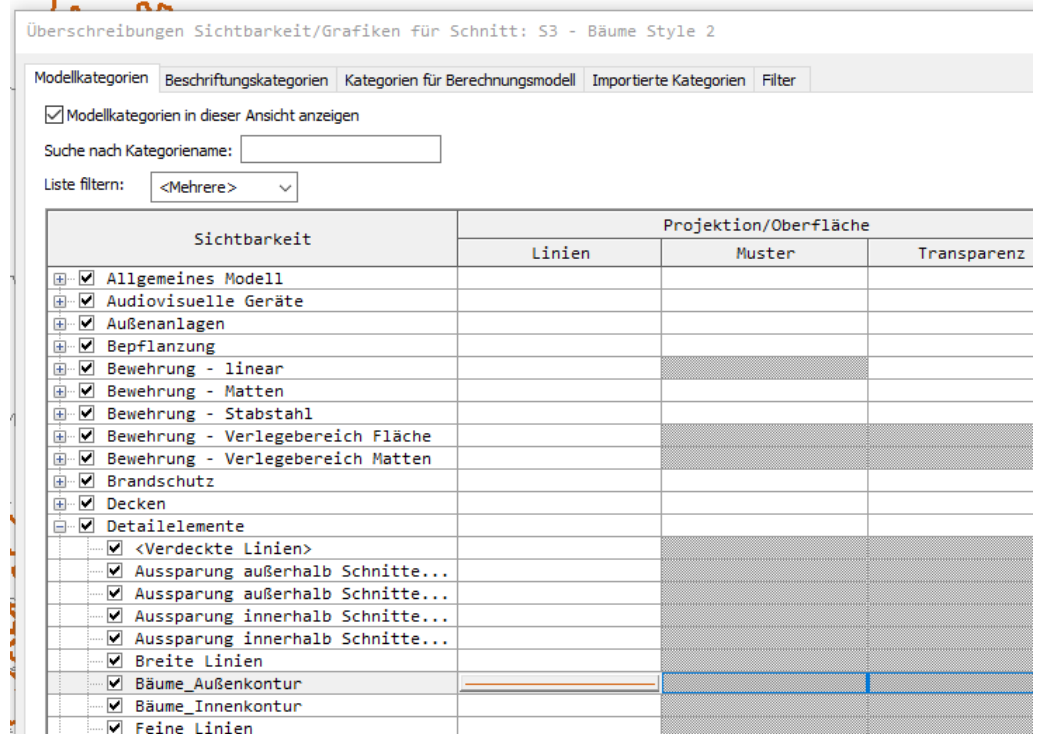 Überschreibungen Sichtbarkeit/Grafiken für Schnitt: S3 - Bäume Style 2
Modellkategorien Beschriftungskategorien Kategorien für Berechnungsmodell Importierte Kategorien Filter
Modellkategorien in dieser Ansicht anzeigen
Suche nach Kategoriename:
Liste filtern: <Mehrere>
Sichtbarkeit Projektion/Oberfläche
Linien Muster Transparenz
Allgemeines Modell
Audiovisuelle Geräte
Außenanlagen
Bepflanzung
Bewehrung - linear
Bewehrung - Matten
Bewehrung - Stabstahl
Bewehrung - Verlegebereich Fläche
Bewehrung - Verlegebereich Matten
Brandschutz
Decken
Detailelemente
<Verdeckte Linien>
Aussparung außerhalb Schnitte...
Aussparung außerhalb Schnitte...
Aussparung innerhalb Schnitte...
Aussparung innerhalb Schnitte...
Breite Linien
Bäume_Außenkontur
Bäume_Innenkontur
Feine Linien